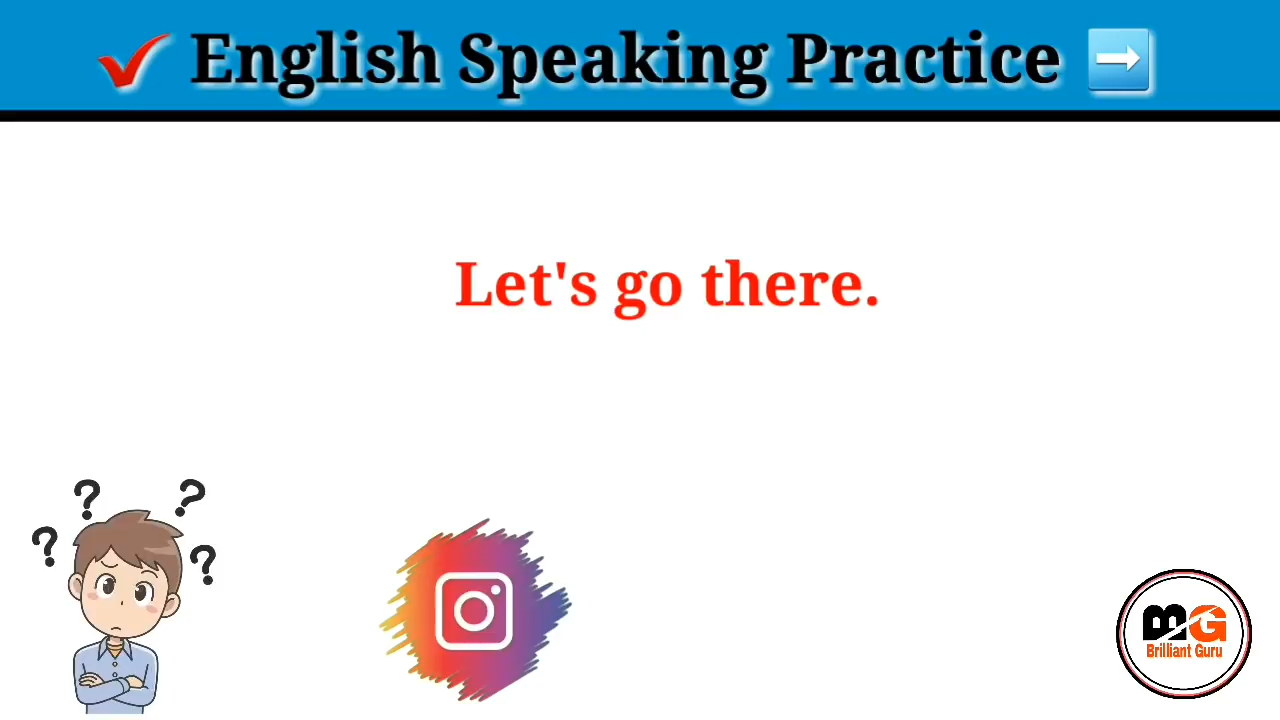 English Speaking Practice
Let's go there.
? ? ? ?
BG
Brilliant Guru